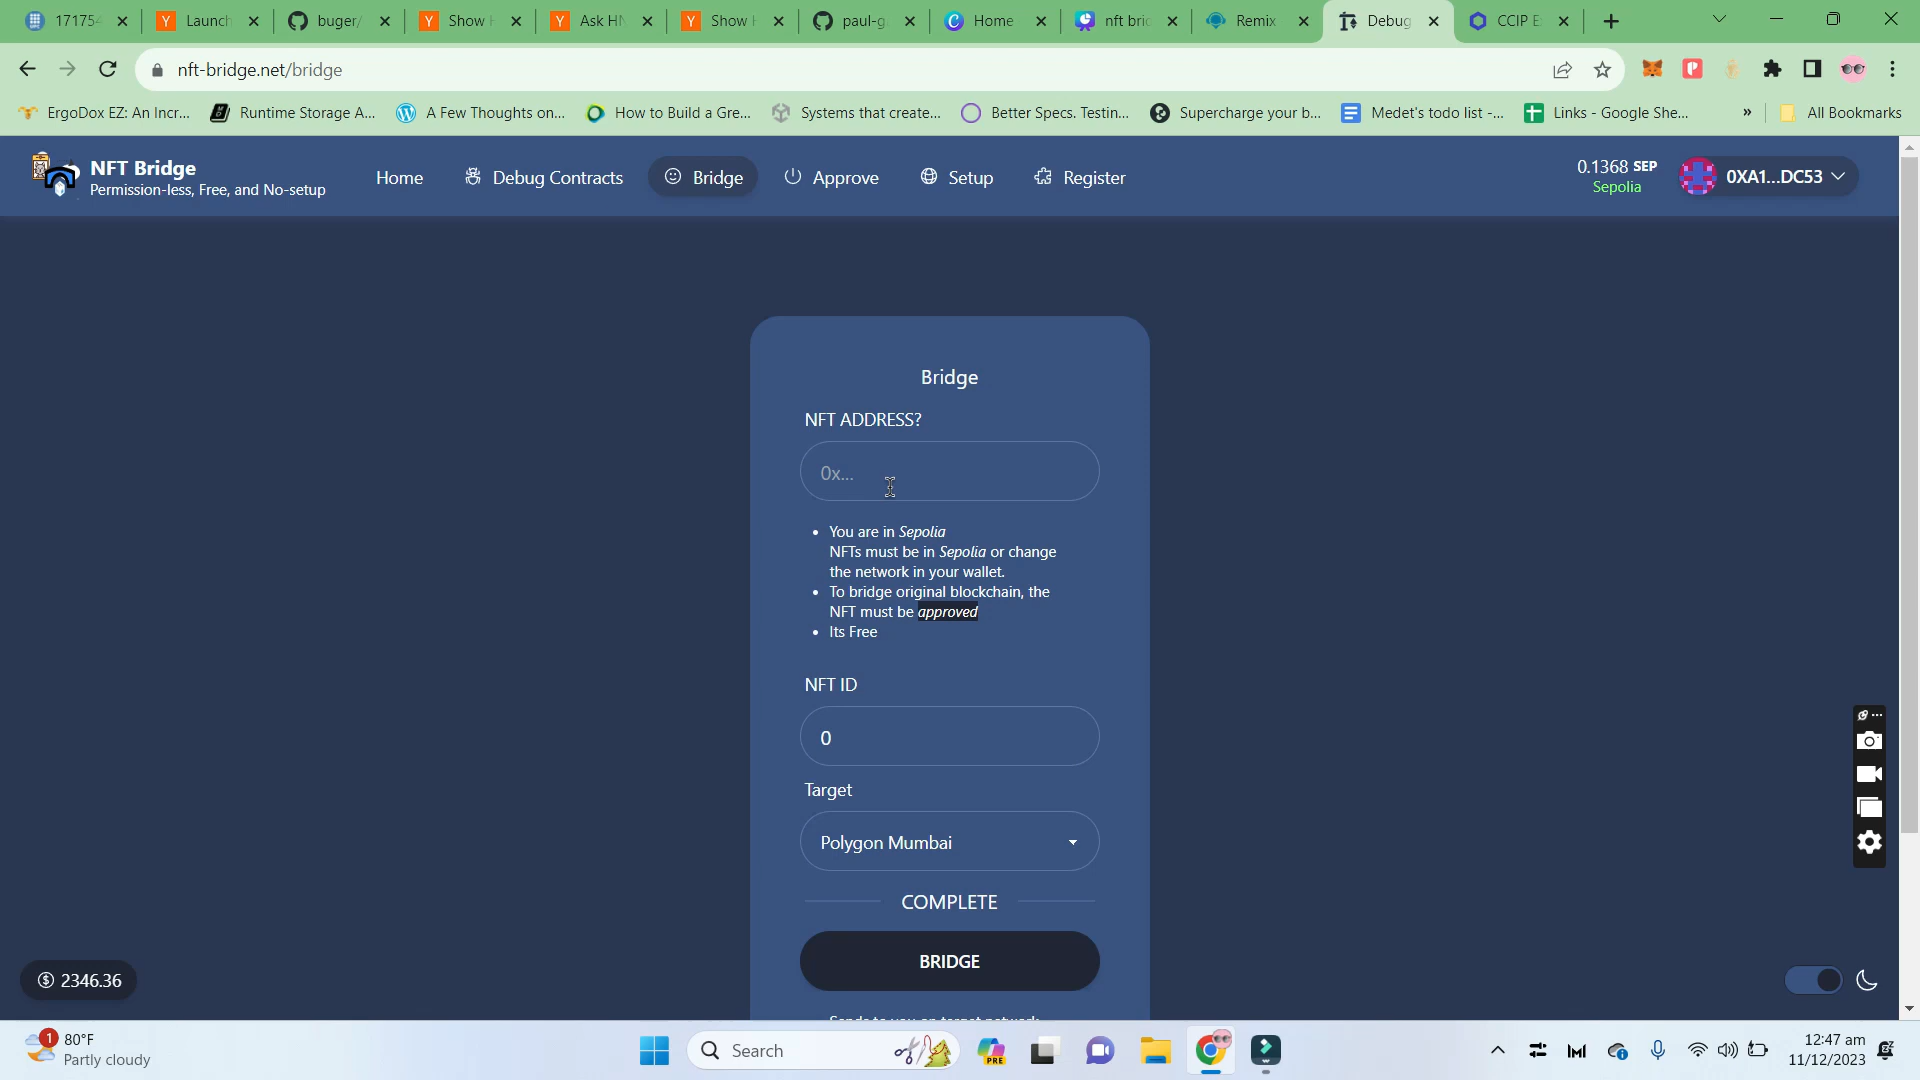 171754
Launch
buger/
Show H
Ask HN
Show H
paul-g
Home
nft bric
Remix
Debug
CCIP E
nft-bridge.net/bridge
ErgoDox EZ: An Incr...
Runtime Storage A...
A Few Thoughts on...
How to Build a Gre...
Systems that create...
Better Specs. Testin...
Supercharge your b...
Medet's todo list -...
Links - Google She...
»
All Bookmarks
NFT Bridge
Permission-less, Free, and No-setup
Home
Debug Contracts
Bridge
Approve
Setup
Register
0.1368 SEP
Sepolia
0XA1...DC53
Bridge
NFT ADDRESS?
0x...
• You are in Sepolia
NFTs must be in Sepolia or change
the network in your wallet.
• To bridge original blockchain, the
NFT must be approved
• Its Free
NFT ID
0
Target
Polygon Mumbai
COMPLETE
BRIDGE
2346.36
1
80°F
Partly cloudy
Search
PRE
12:47 am
11/12/2023